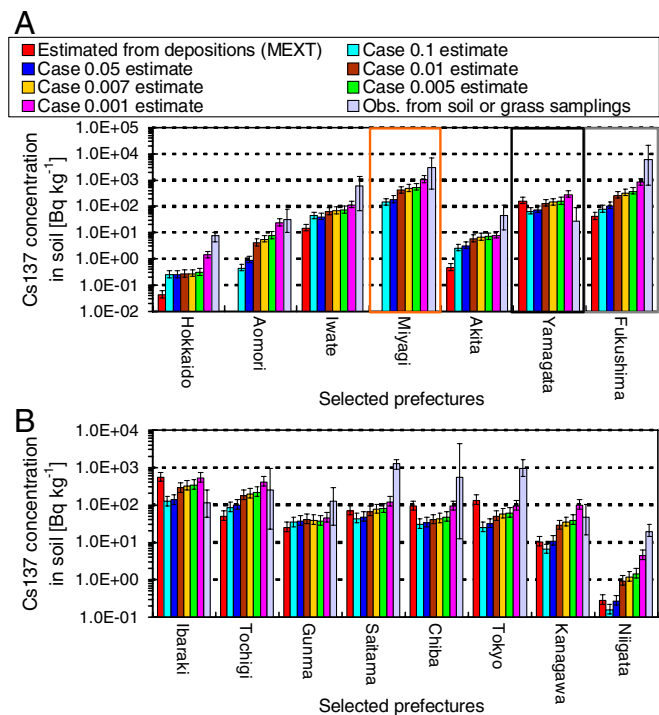 A
Estimated from depositions (MEXT)
Case 0.1 estimate
Case 0.05 estimate
Case 0.01 estimate
Case 0.007 estimate
Case 0.005 estimate
Case 0.001 estimate
Obs. from soil or grass samplings
Cs137 concentration
in soil [Bq kg-1]
1.0E+05
1.0E+04
1.0E+03
1.0E+02
1.0E+01
1.0E+00
1.0E-01
1.0E-02
Hokkaido
Aomori
Iwate
Miyagi
Akita
Yamagata
Fukushima
Selected prefectures
B
Cs137 concentration
in soil [Bq kg-1]
1.0E+04
1.0E+03
1.0E+02
1.0E+01
1.0E+00
1.0E-01
Ibaraki
Tochigi
Gunma
Saitama
Chiba
Tokyo
Kanagawa
Niigata
Selected prefectures